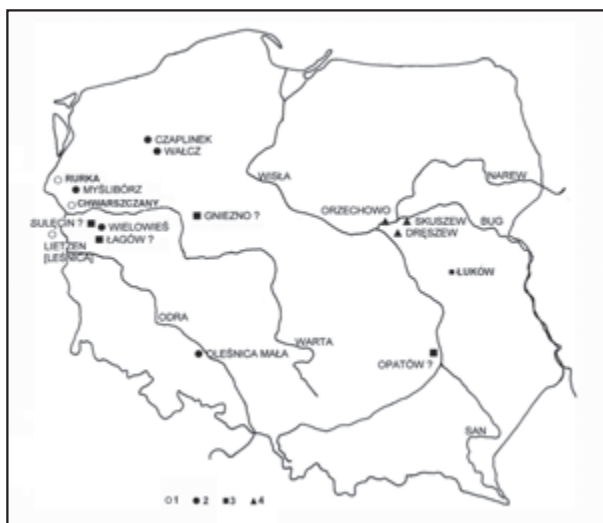 CZAPLINEK
WAŁCZ
WISŁA
RURKA
MYŚLIBÓRZ
CHWARSZCZANY
NAREW
ORZECHOWO
SKUSZEW
BUG
DRĘSZEW
GNIEZNO ?
SULĘCIN ?
WIELOWIEŚ
ŁAGÓW ?
LIETZEN
[LEŚNICA]
ŁUKÓW
ODRA
WARTA
OLEŚNICA MAŁA
OPATÓW ?
SAN
1 2 3 4